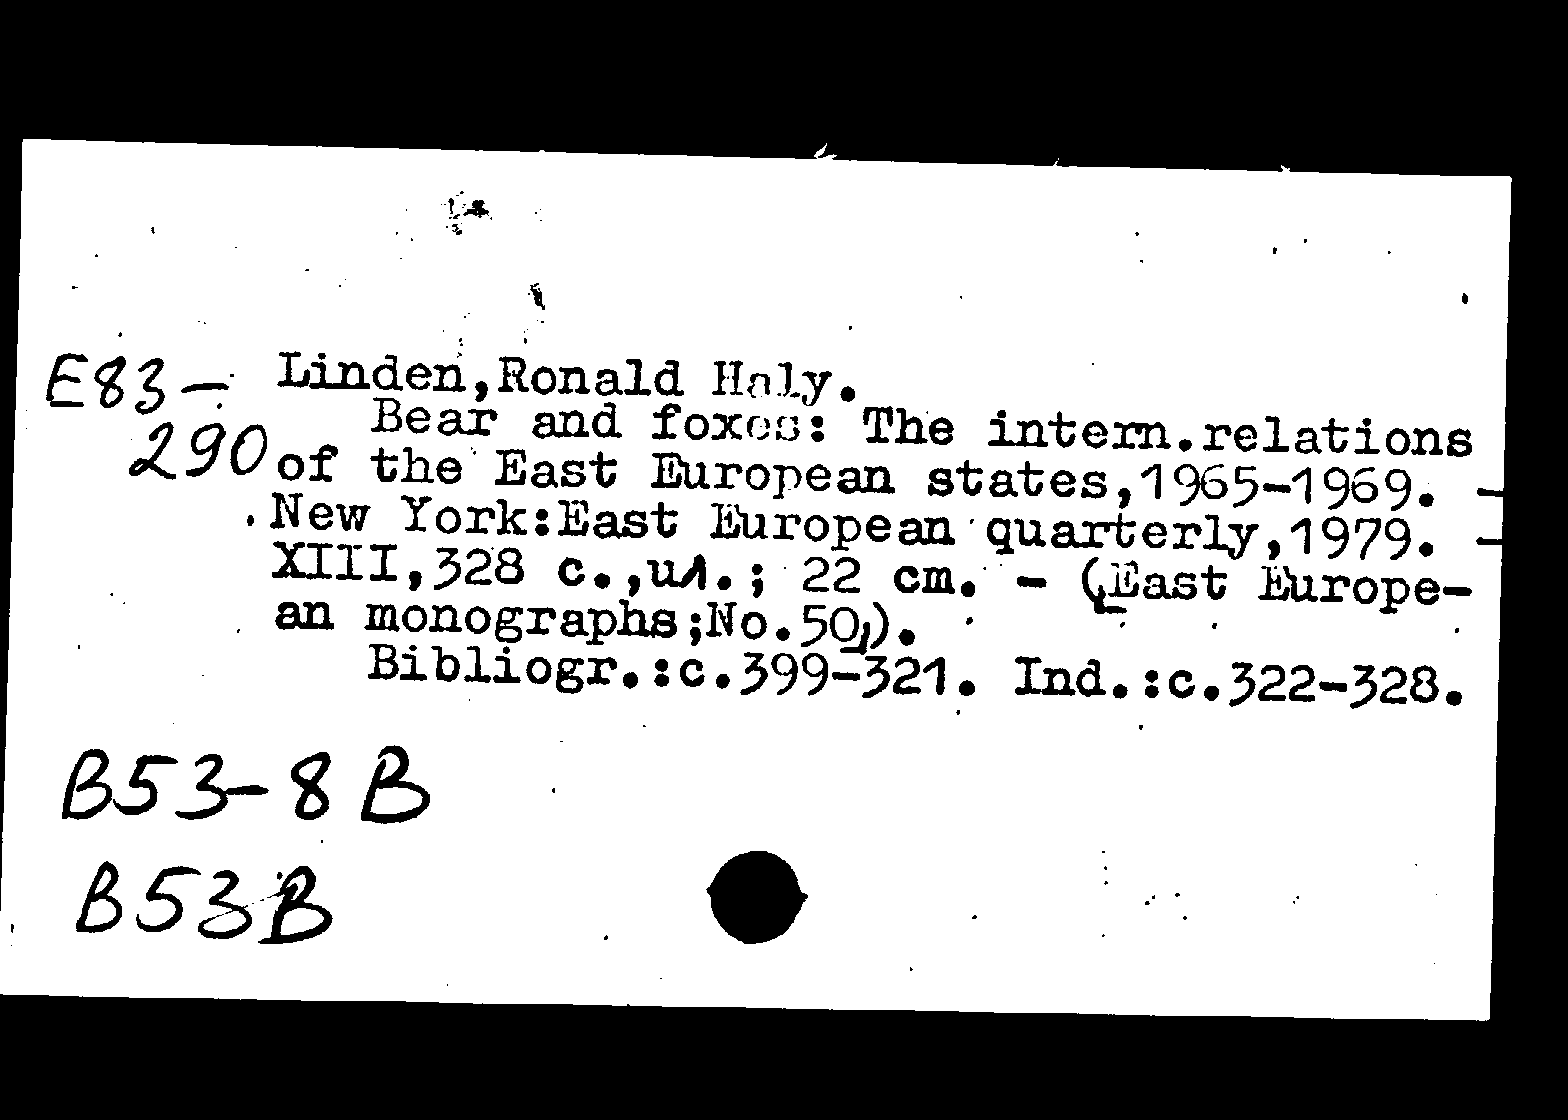 E83- Linden,Ronald Haly.
Bear and foxes: The intern.relations
290 of the East European states,1965-1969. -
New York:East European quarterly,1979. -
XIII,328 c.,ил.; 22 cm. - (East Europe-
an monographs;No.50).
Bibliogr.:c.399-321. Ind.:c.322-328.
B53-8 B
B53B